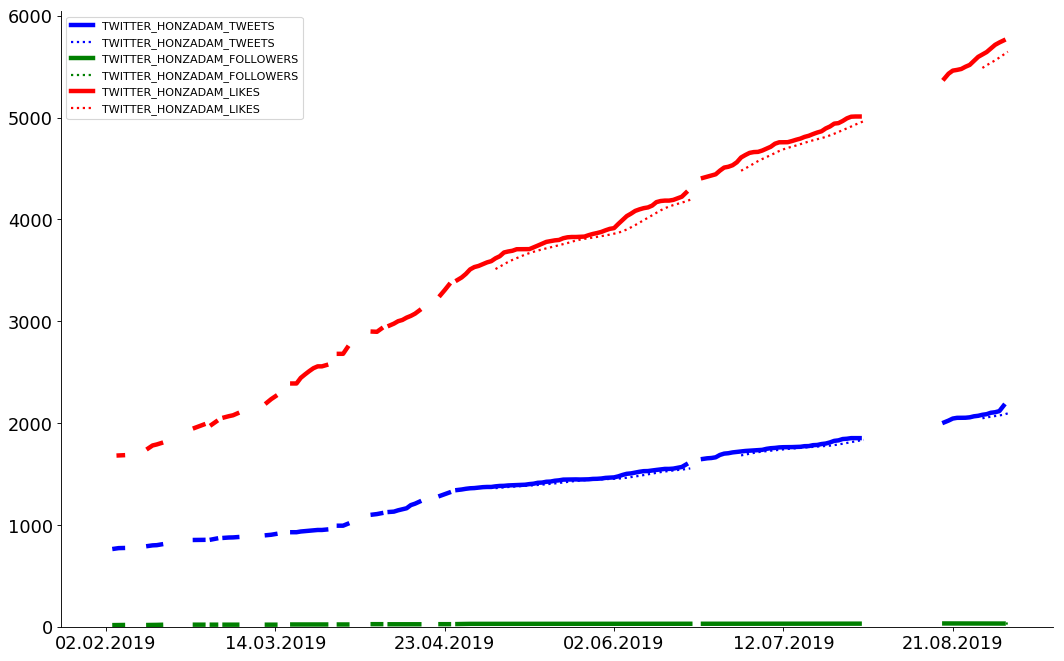 6000
5000
4000
3000
2000
1000
0
TWITTER_HONZADAM_TWEETS
TWITTER_HONZADAM_TWEETS
TWITTER_HONZADAM_FOLLOWERS
TWITTER_HONZADAM_FOLLOWERS
TWITTER_HONZADAM_LIKES
TWITTER_HONZADAM_LIKES
02.02.2019 14.03.2019 23.04.2019 02.06.2019 12.07.2019 21.08.2019